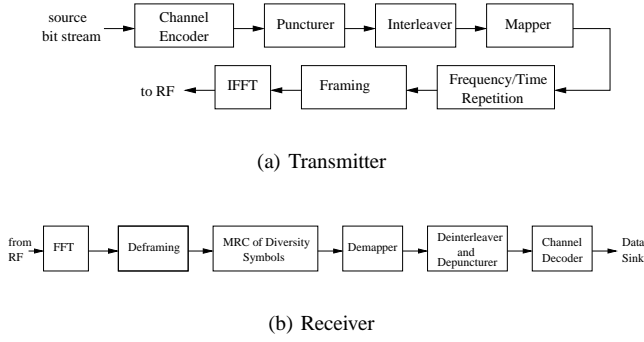 source
bit stream
Channel
Encoder
Puncturer
Interleaver
Mapper
to RF
IFFT
Framing
Frequency/Time
Repetition
(a) Transmitter
from
RF
FFT
Deframing
MRC of Diversity
Symbols
Demapper
Deinterleaver
and
Depuncturer
Channel
Decoder
Data
Sink
(b) Receiver